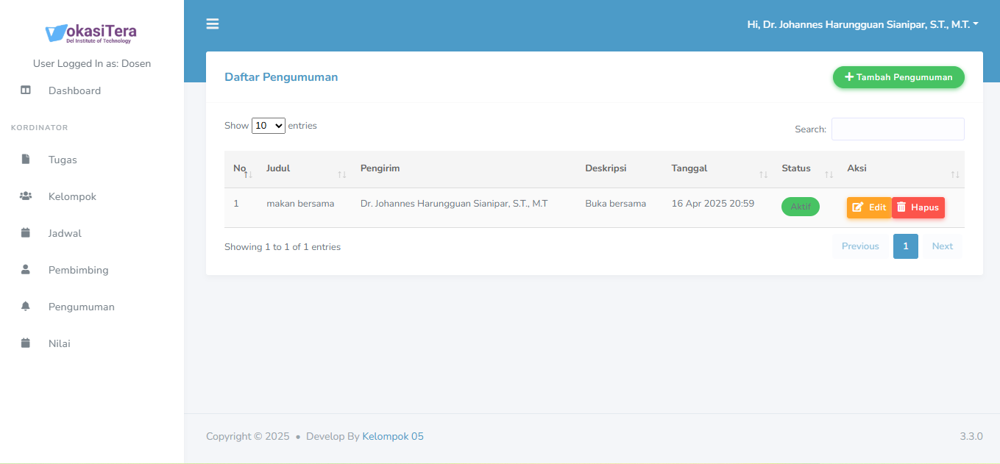 okasiTera
Del Institute of Technology
User Logged In as: Dosen
Dashboard
KORDINATOR
Tugas
Kelompok
Jadwal
Pembimbing
Pengumuman
Nilai
Hi, Dr. Johannes Harungguan Sianipar, S.T., M.T.
Daftar Pengumuman
Tambah Pengumuman
Show 10 entries
Search:
No Judul Pengirim Deskripsi Tanggal Status Aksi
1 makan bersama Dr. Johannes Harungguan Sianipar, S.T., M.T Buka bersama 16 Apr 2025 20:59 Aktif Edit Hapus
Showing 1 to 1 of 1 entries
Previous 1 Next
Copyright © 2025 • Develop By Kelompok 05
3.3.0